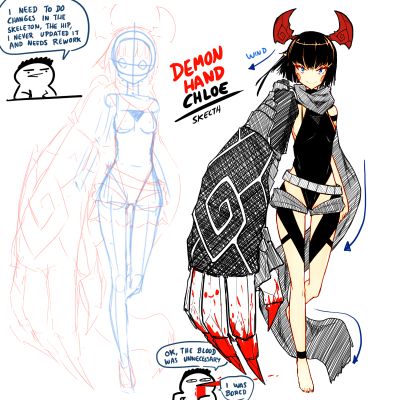 I NEED TO DO
CHANGES IN THE
SKELETON, THE HIP,
I NEVER UPDATED IT
AND NEEDS REWORK
WIND
DEMON
HAND
CHLOE
SKECTH
OK, THE BLOOD
WAS UNNECESSARY
I WAS
BORED